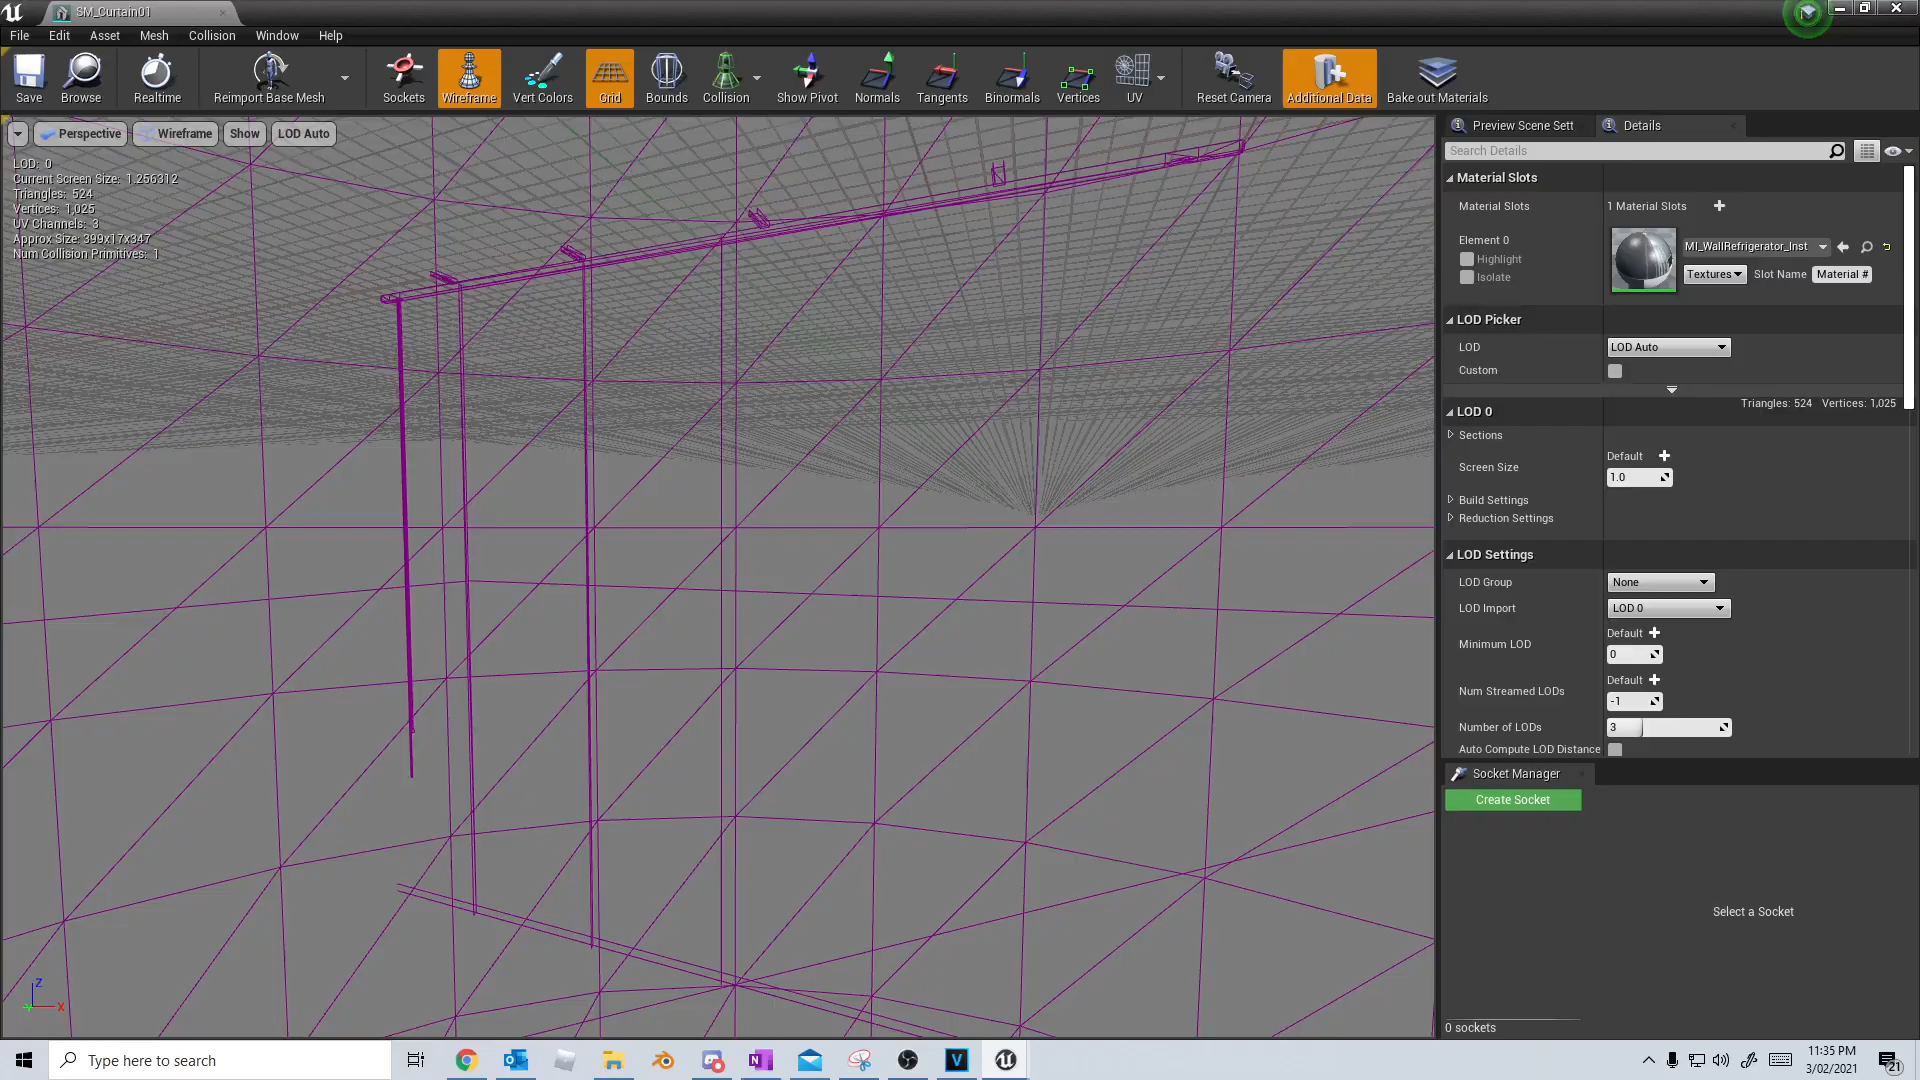 SM_Curtain01
File Edit Asset Mesh Collision Window Help
Save Browse Realtime Reimport Base Mesh Sockets Wireframe Vert Colors Grid Bounds Collision Show Pivot Normals Tangents Binormals Vertices UV Reset Camera Additional Data Bake out Materials
Perspective Wireframe Show LOD Auto
LOD: 0
Current Screen Size: 1.256312
Triangles: 524
Vertices: 1,025
UV Channels: 3
Approx Size: 399x17x347
Num Collision Primitives: 1
Z
X
Preview Scene Sett Details
Search Details
Material Slots
Material Slots 1 Material Slots
Element 0
Highlight
Isolate
MI_WallRefrigerator_Inst
Textures Slot Name Material #
LOD Picker
LOD LOD Auto
Custom
LOD 0 Triangles: 524 Vertices: 1,025
Sections
Screen Size Default
1.0
Build Settings
Reduction Settings
LOD Settings
LOD Group None
LOD Import LOD 0
Minimum LOD Default
0
Num Streamed LODs Default
-1
Number of LODs 3
Auto Compute LOD Distance
Socket Manager
Create Socket
Select a Socket
0 sockets
Type here to search
11:35 PM
3/02/2021
21